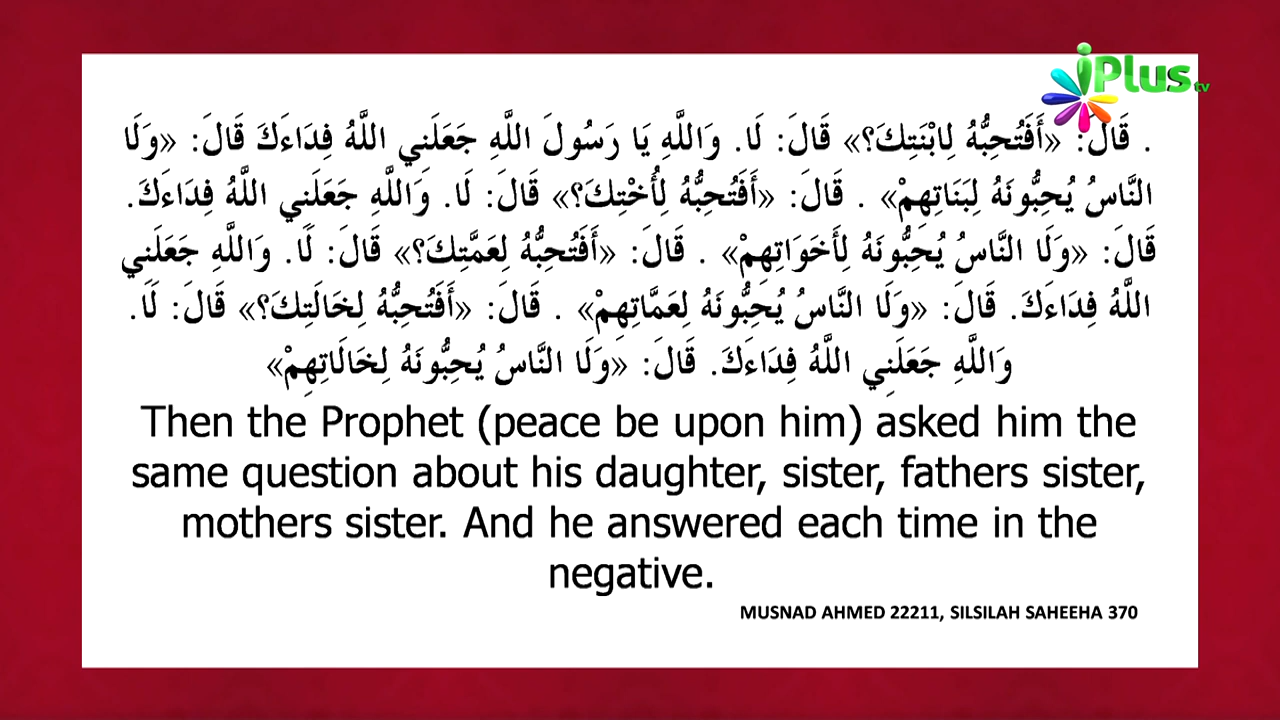 iPlus tv
. قَالَ: «أَفَتُحِبُّهُ لِابْنَتِكَ؟» قَالَ: لَا. وَاللَّهِ يَا رَسُولَ اللَّهِ جَعَلَنِي اللَّهُ فِدَاءَكَ قَالَ: «وَلَا
النَّاسُ يُحِبُّونَهُ لِبَنَاتِهِمْ» . قَالَ: «أَفَتُحِبُّهُ لِأُخْتِكَ؟» قَالَ: لَا. وَاللَّهِ جَعَلَنِي اللَّهُ فِدَاءَكَ.
قَالَ: «وَلَا النَّاسُ يُحِبُّونَهُ لِأَخَوَاتِهِمْ» . قَالَ: «أَفَتُحِبُّهُ لِعَمَّتِكَ؟» قَالَ: لَا. وَاللَّهِ جَعَلَنِي
اللَّهُ فِدَاءَكَ. قَالَ: «وَلَا النَّاسُ يُحِبُّونَهُ لِعَمَّاتِهِمْ» . قَالَ: «أَفَتُحِبُّهُ لِخَالَتِكَ؟» قَالَ: لَا.
وَاللَّهِ جَعَلَنِي اللَّهُ فِدَاءَكَ. قَالَ: «وَلَا النَّاسُ يُحِبُّونَهُ لِخَالَاتِهِمْ»
Then the Prophet (peace be upon him) asked him the
same question about his daughter, sister, fathers sister,
mothers sister. And he answered each time in the
negative.
MUSNAD AHMED 22211, SILSILAH SAHEEHA 370